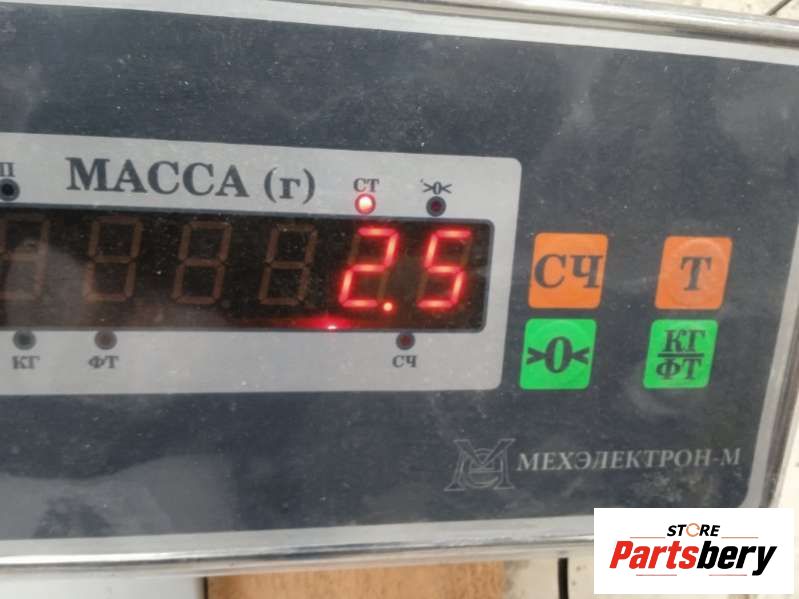 П
МАССА (г)
СТ
>0<
2.5
КГ
ФТ
СЧ
СЧ
Т
>0<
КГ
ФТ
МЕХЭЛЕКТРОН-М
STORE
Partsbery